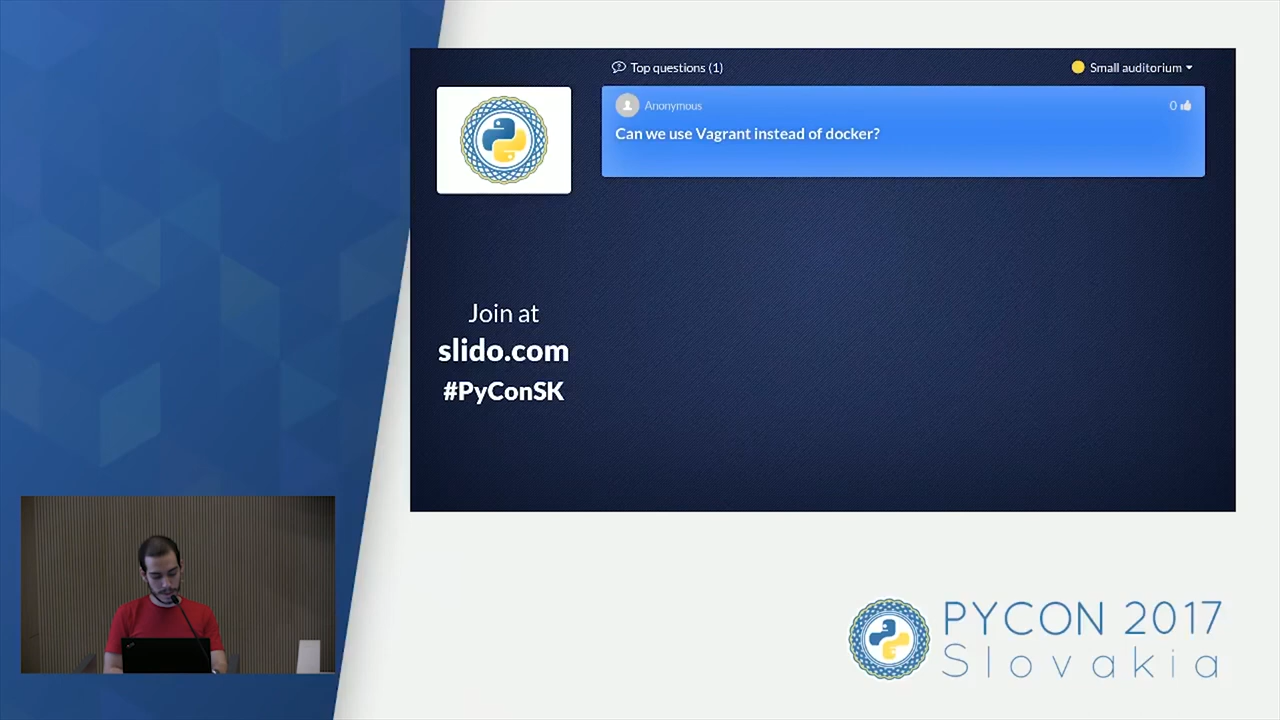 Top questions (1)
Small auditorium
Anonymous
0
Can we use Vagrant instead of docker?
Join at
slido.com
#PyConSK
PYCON 2017
Slovakia